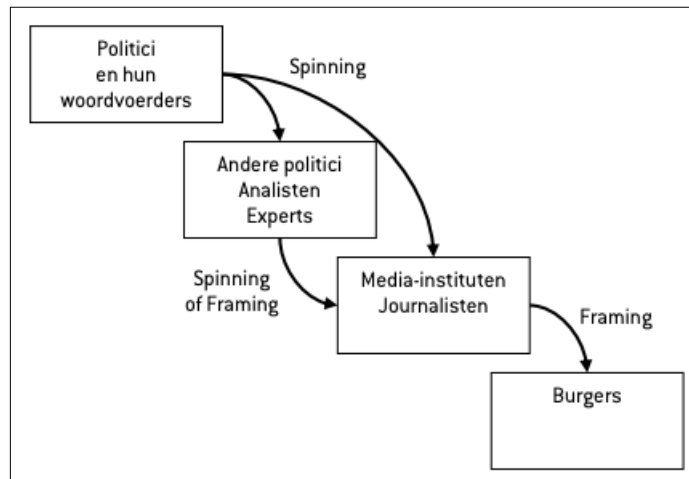 Politici
en hun
woordvoerders
Spinning
Andere politici
Analisten
Experts
Spinning
of Framing
Media-instituten
Journalisten
Framing
Burgers